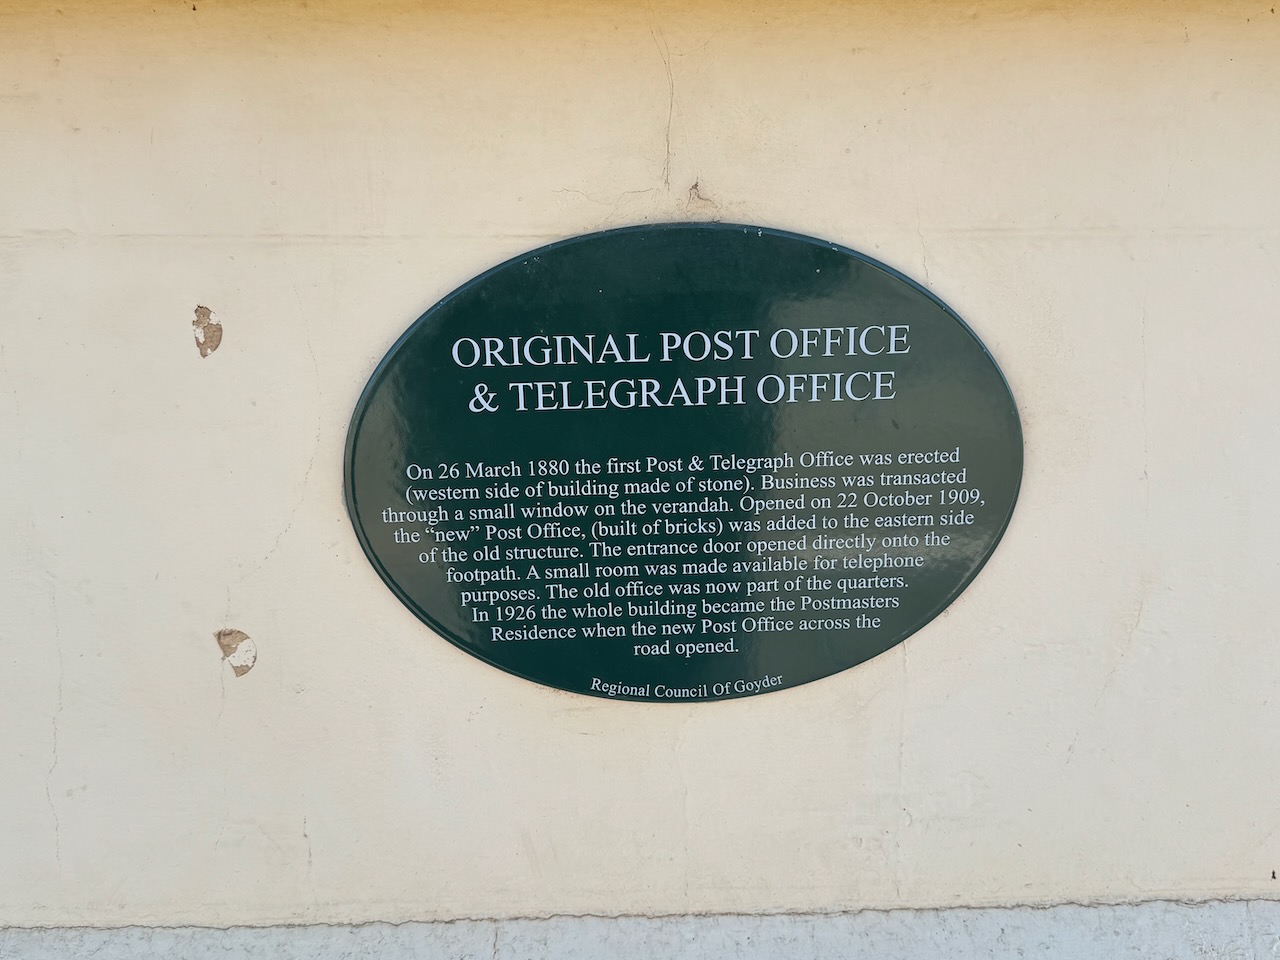 ORIGINAL POST OFFICE
& TELEGRAPH OFFICE
On 26 March 1880 the first Post & Telegraph Office was erected
(western side of building made of stone). Business was transacted
through a small window on the verandah. Opened on 22 October 1909,
the “new” Post Office, (built of bricks) was added to the eastern side
of the old structure. The entrance door opened directly onto the
footpath. A small room was made available for telephone
purposes. The old office was now part of the quarters.
In 1926 the whole building became the Postmasters
Residence when the new Post Office across the
road opened.
Regional Council Of Goyder